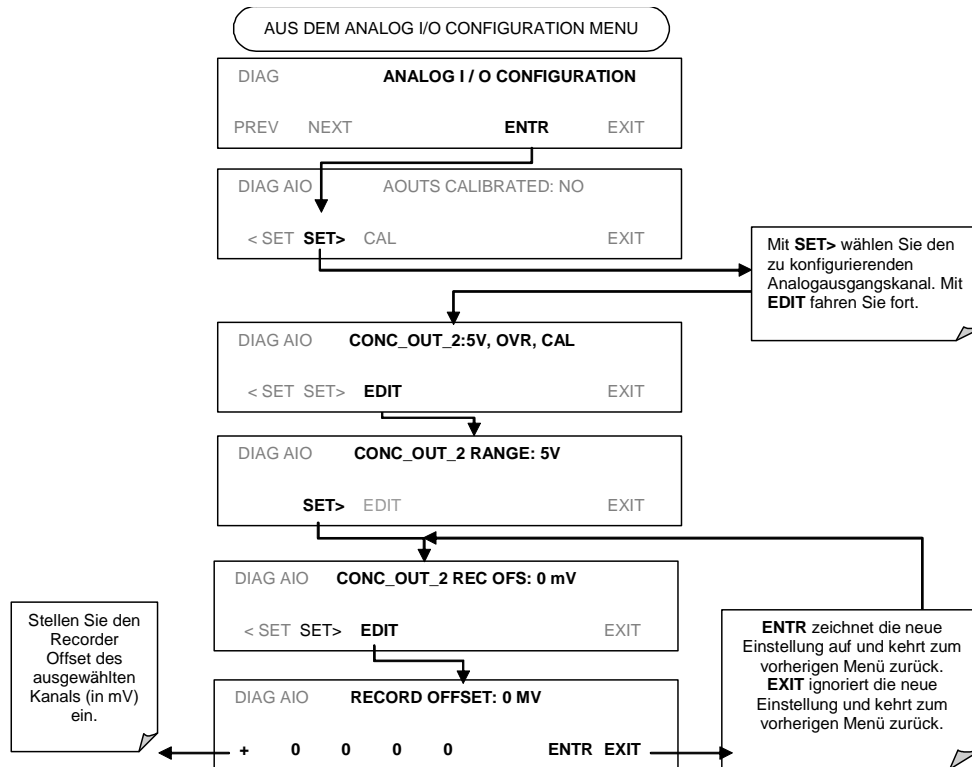 AUS DEM ANALOG I/O CONFIGURATION MENU
DIAG ANALOG I / O CONFIGURATION
PREV NEXT ENTR EXIT
DIAG AIO AOUTS CALIBRATED: NO
< SET SET> CAL EXIT
Mit SET> wählen Sie den
zu konfigurierenden
Analogausgangskanal. Mit
EDIT fahren Sie fort.
DIAG AIO CONC_OUT_2:5V, OVR, CAL
< SET SET> EDIT EXIT
DIAG AIO CONC_OUT_2 RANGE: 5V
SET> EDIT EXIT
DIAG AIO CONC_OUT_2 REC OFS: 0 mV
< SET SET> EDIT EXIT
Stellen Sie den
Recorder
Offset des
ausgewählten
Kanals (in mV)
ein.
DIAG AIO RECORD OFFSET: 0 MV
+ 0 0 0 0 ENTR EXIT
ENTR zeichnet die neue
Einstellung auf und kehrt zum
vorherigen Menü zurück.
EXIT ignoriert die neue
Einstellung und kehrt zum
vorherigen Menü zurück.